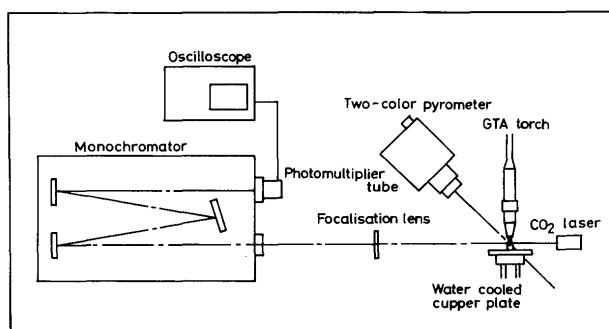 Oscilloscope
Two-color pyrometer
GTA torch
Monochromator
Photomultiplier
tube
Focalisation lens
CO2 laser
Water cooled
cupper plate